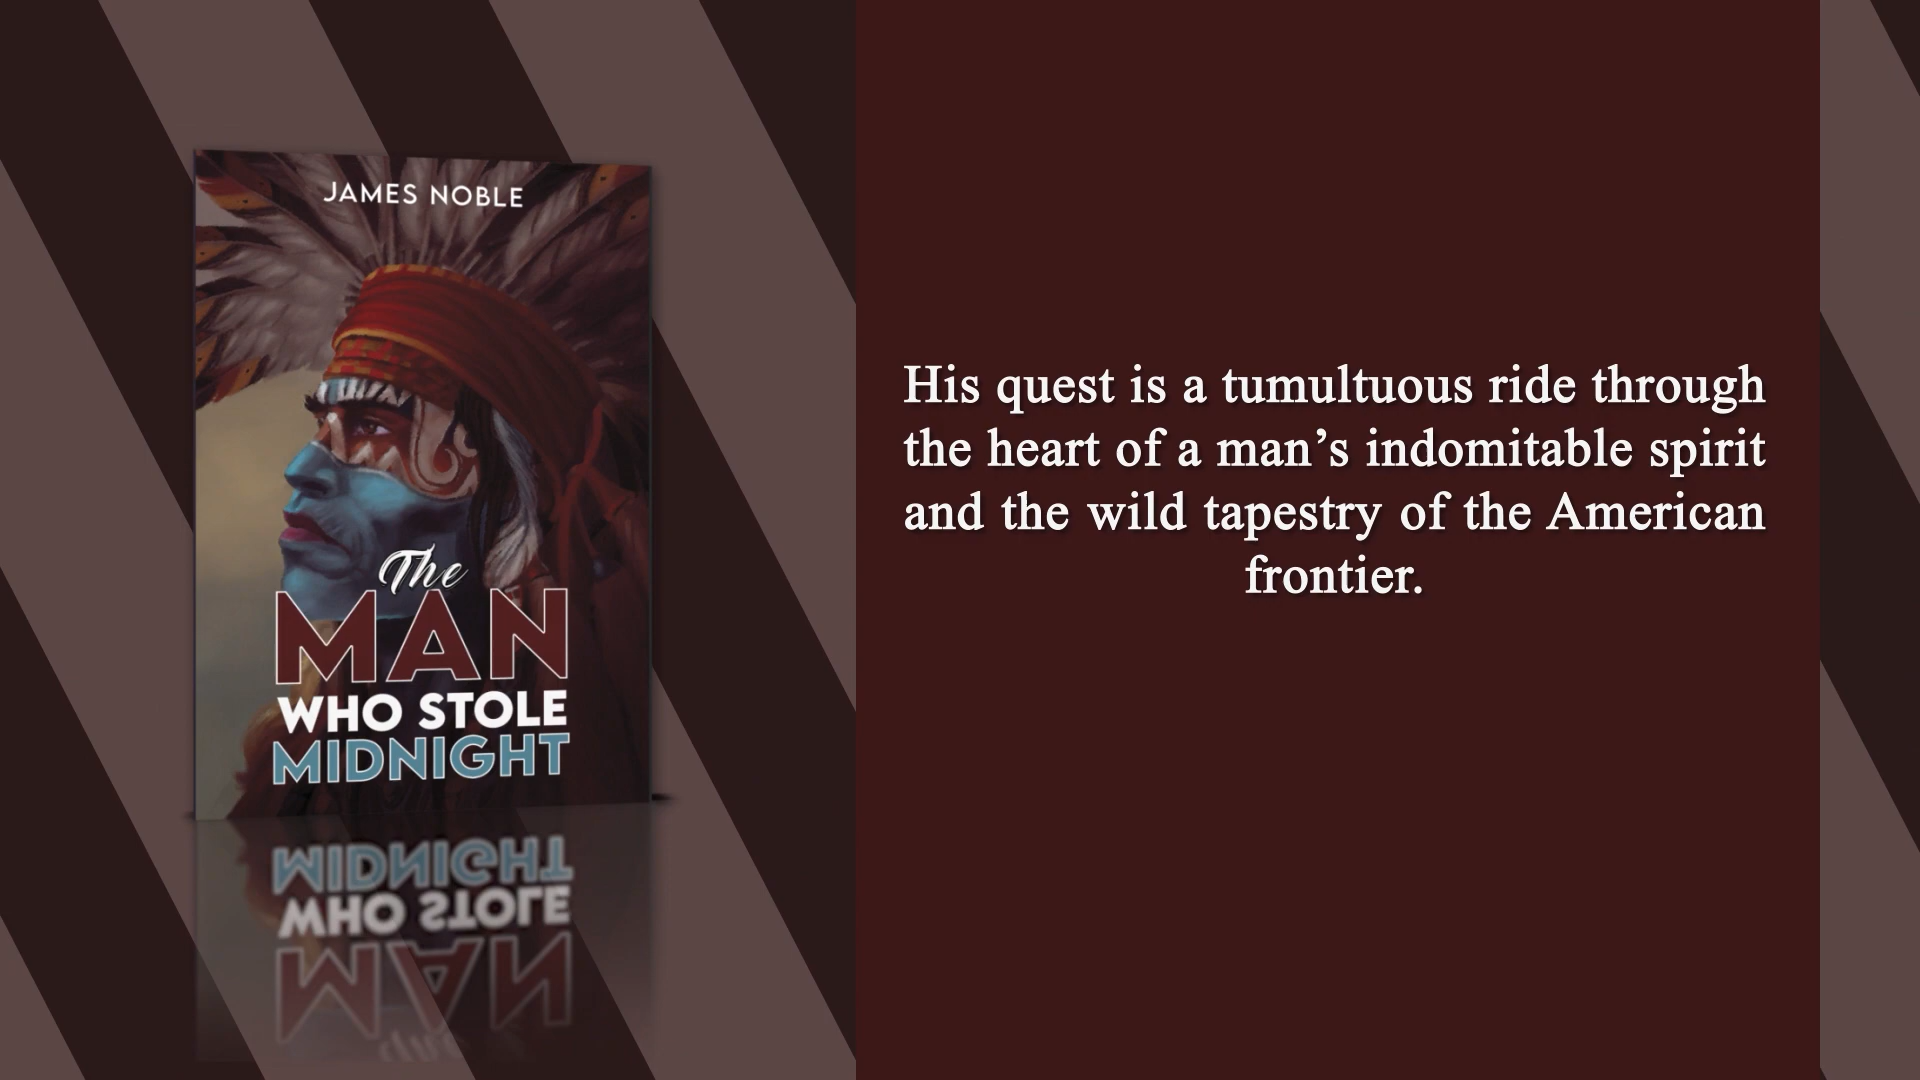 JAMES NOBLE
The
MAN
WHO STOLE
MIDNIGHT
His quest is a tumultuous ride through
the heart of a man’s indomitable spirit
and the wild tapestry of the American
frontier.